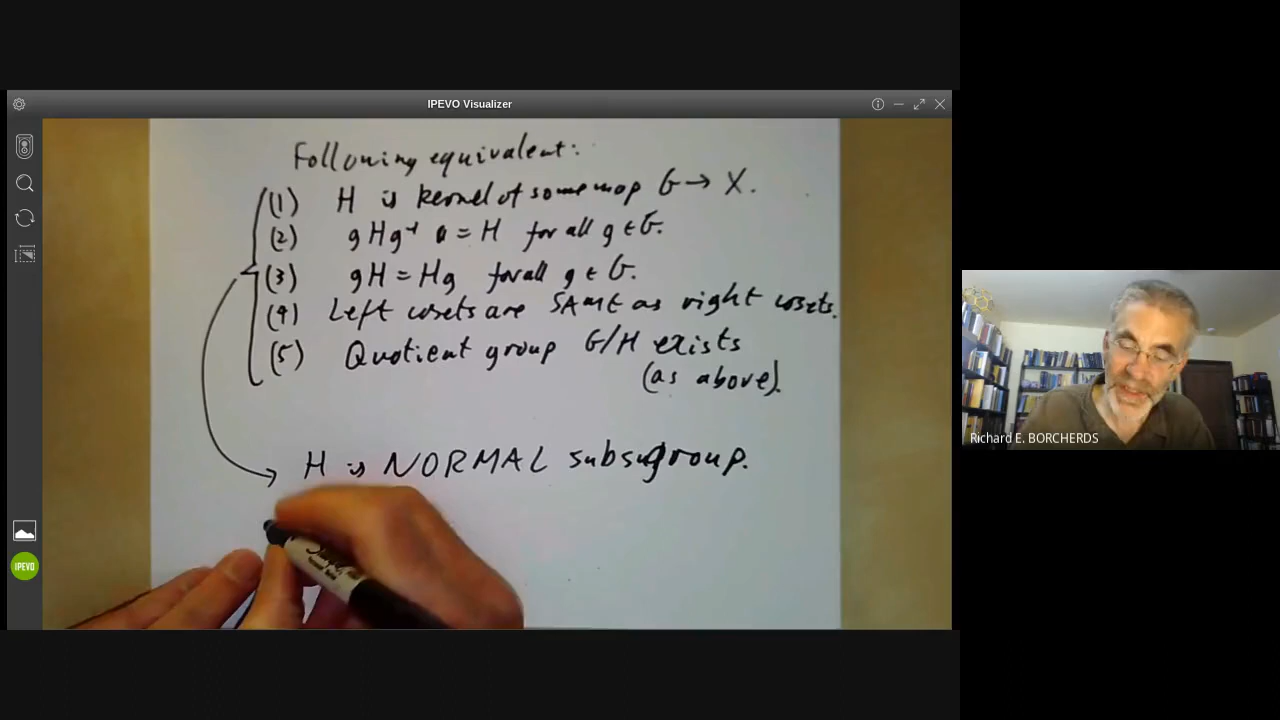 IPEVO Visualizer
Following equivalent:
(1) H is kernel of some map G → X.
(2) gHg⁻¹ = H for all g ∈ G.
(3) gH = Hg for all g ∈ G.
(4) Left cosets are SAME as right cosets.
(5) Quotient group G/H exists
(as above).
H is NORMAL subsugroup.
Richard E. BORCHERDS
IPEVO